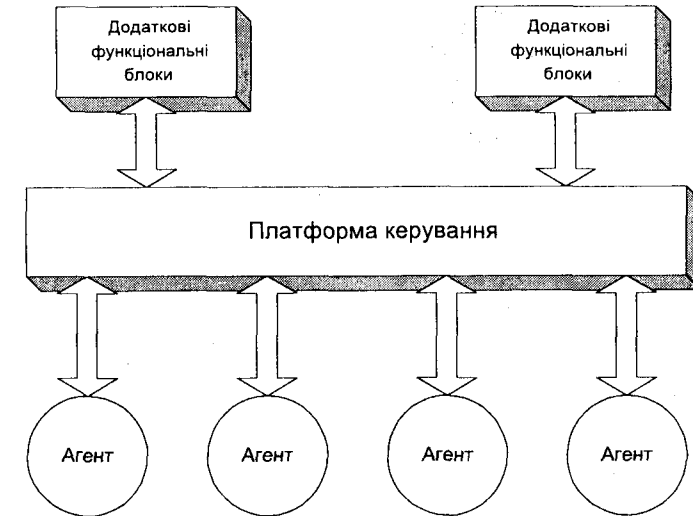 Додаткові
функціональні
блоки
Додаткові
функціональні
блоки
Платформа керування
Агент
Агент
Агент
Агент